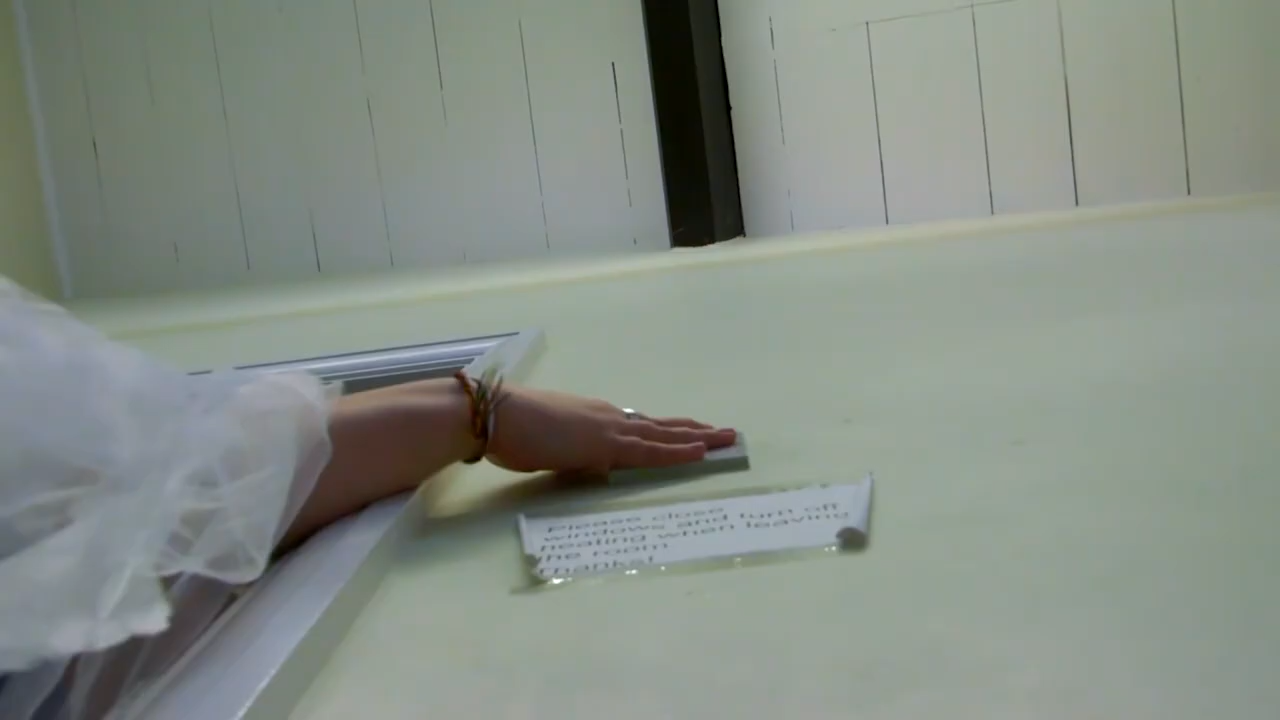 Please close
windows and turn off
heating when leaving
the room
Thanks!